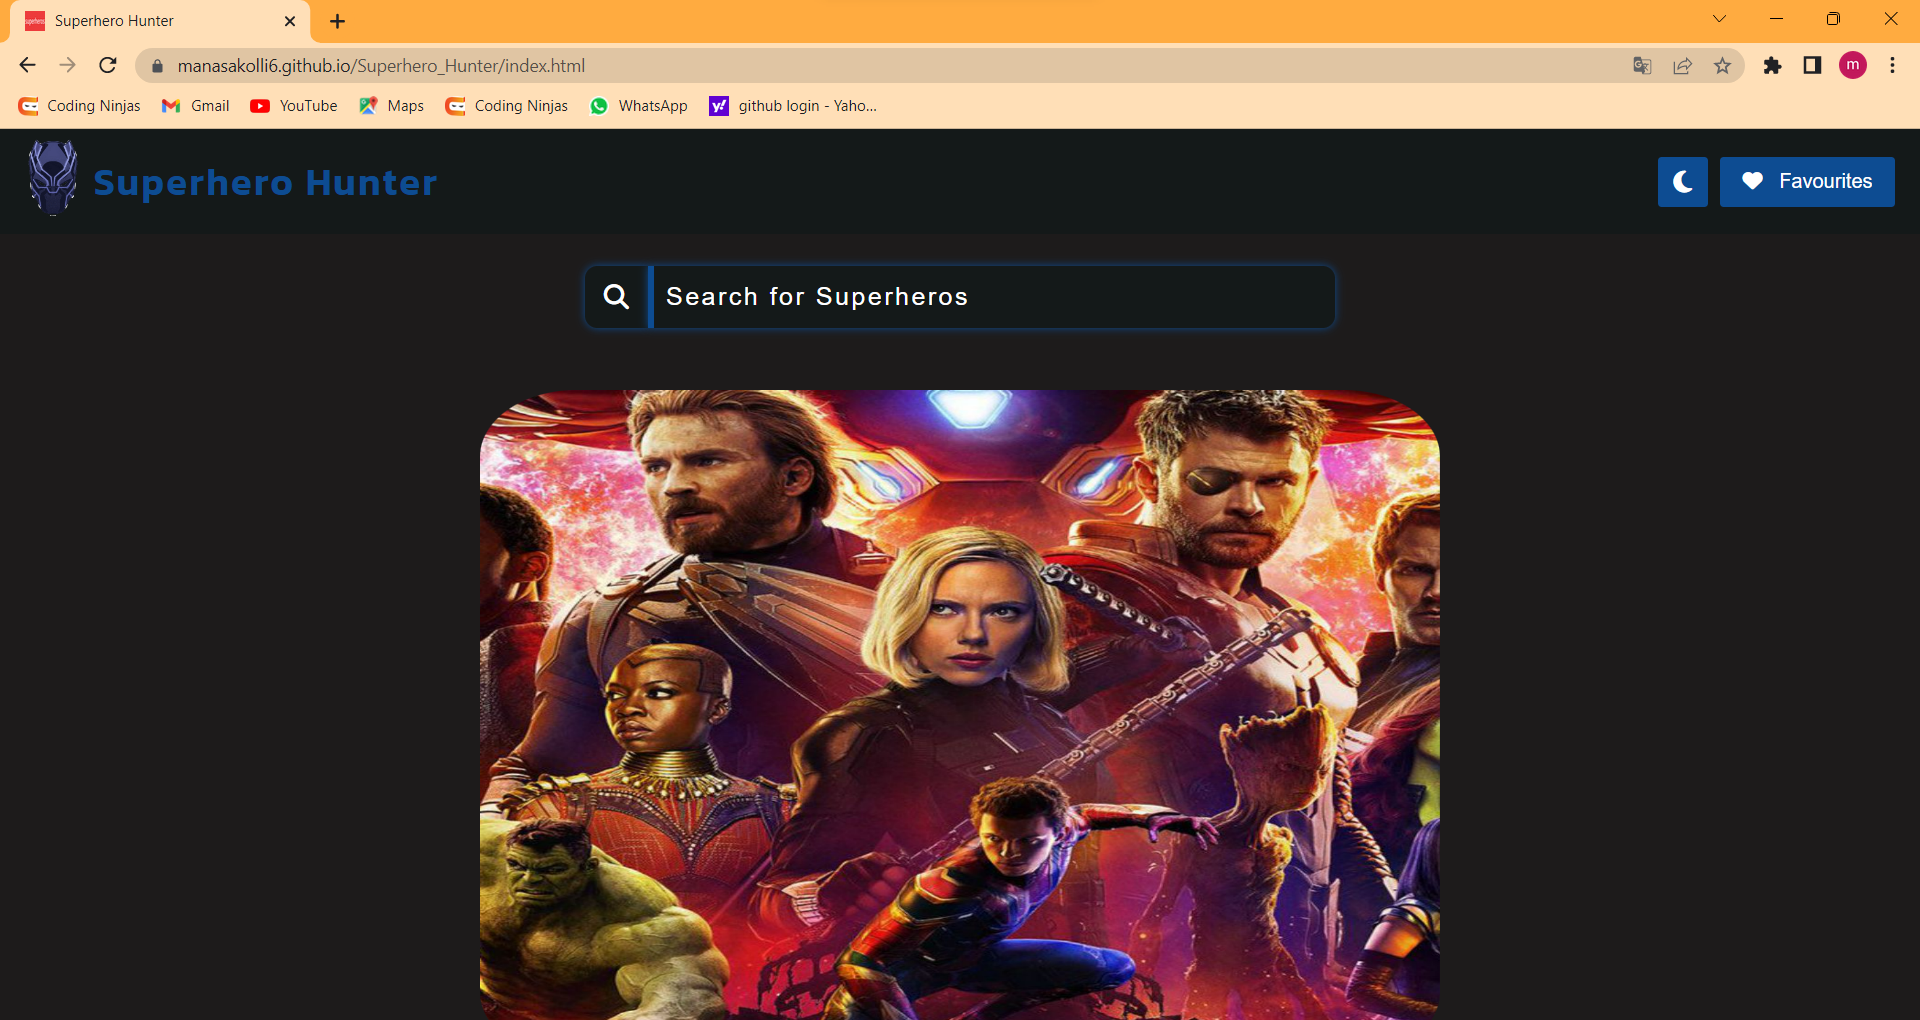 Superhero Hunter
manasakolli6.github.io/Superhero_Hunter/index.html
m
Coding Ninjas Gmail YouTube Maps Coding Ninjas WhatsApp github login - Yaho...
Superhero Hunter Favourites
Search for Superheros